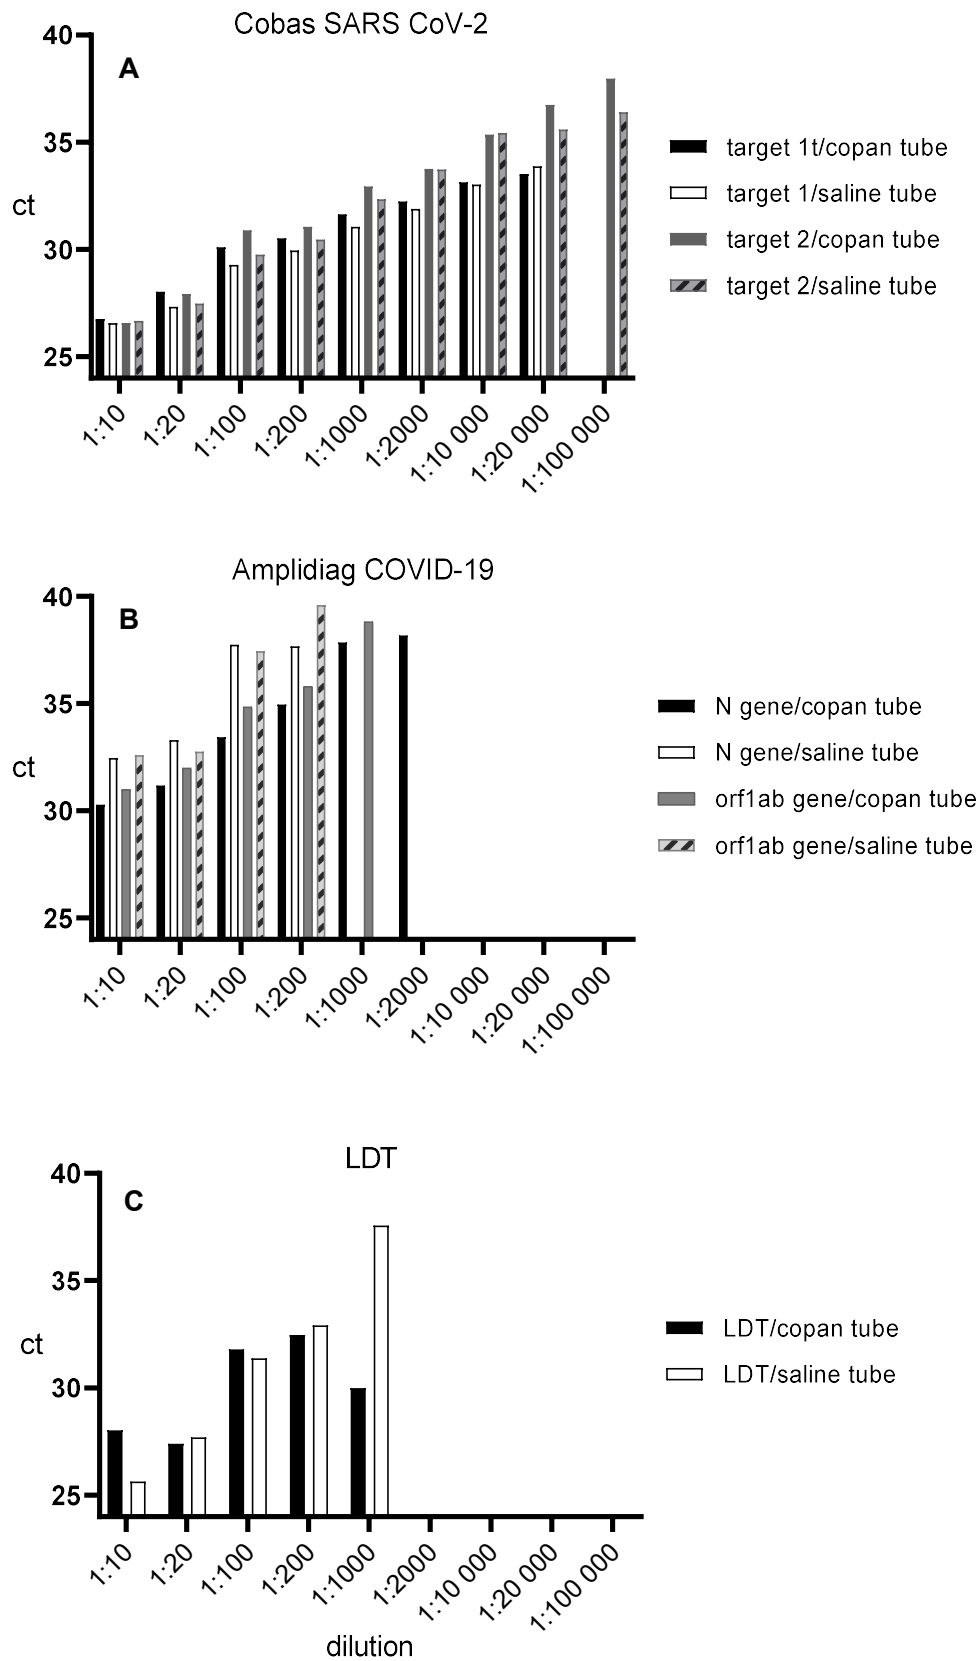 Cobas SARS CoV-2
A
40
35
30
25
ct
1:10
1:20
1:100
1:200
1:1000
1:2000
1:10 000
1:20 000
1:100 000
target 1t/copan tube
target 1/saline tube
target 2/copan tube
target 2/saline tube
Amplidiag COVID-19
B
40
35
30
25
ct
1:10
1:20
1:100
1:200
1:1000
1:2000
1:10 000
1:20 000
1:100 000
N gene/copan tube
N gene/saline tube
orf1ab gene/copan tube
orf1ab gene/saline tube
LDT
C
40
35
30
25
ct
1:10
1:20
1:100
1:200
1:1000
1:2000
1:10 000
1:20 000
1:100 000
dilution
LDT/copan tube
LDT/saline tube